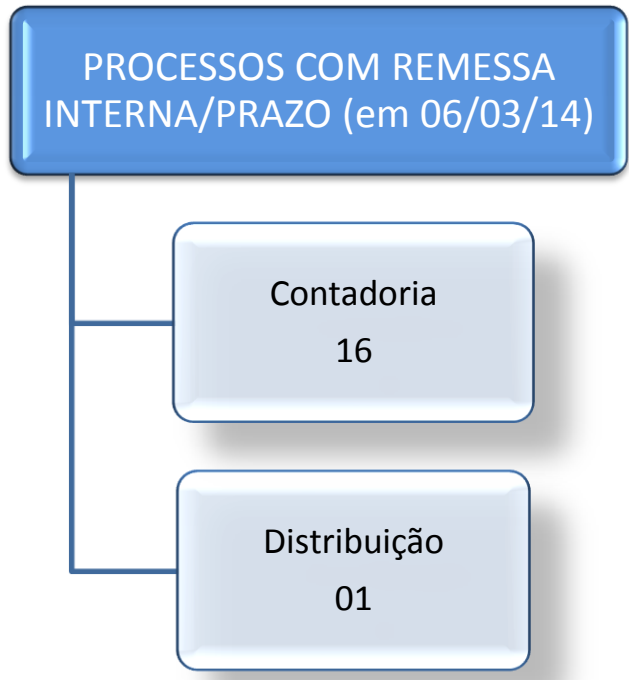 PROCESSOS COM REMESSA
INTERNA/PRAZO (em 06/03/14)
Contadoria
16
Distribuição
01